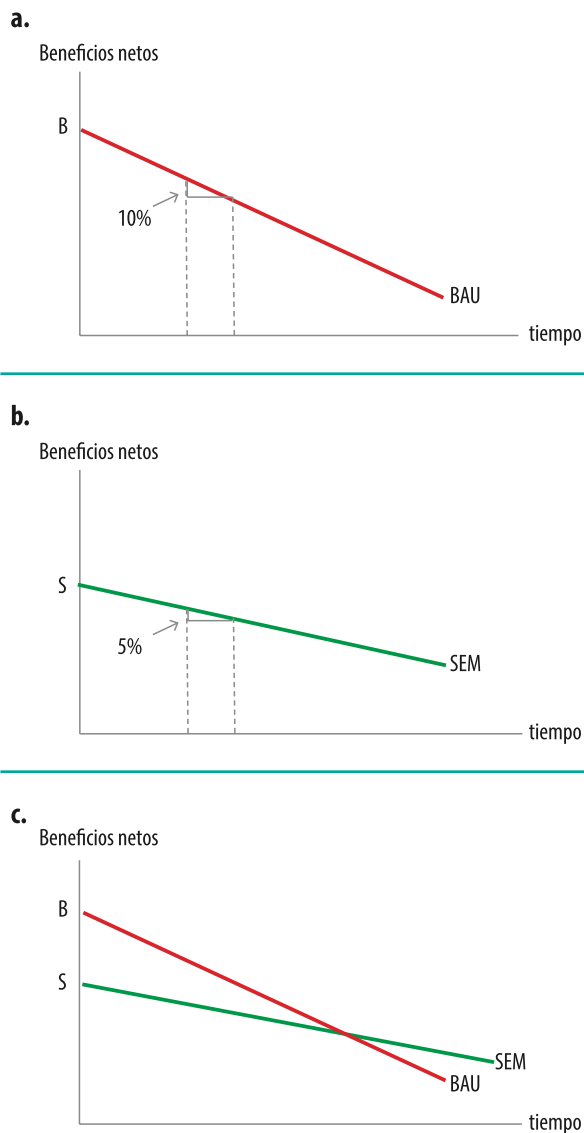 a.
Beneficios netos
B
10%
BAU
tiempo
b.
Beneficios netos
S
5%
SEM
tiempo
c.
Beneficios netos
B
S
SEM
BAU
tiempo